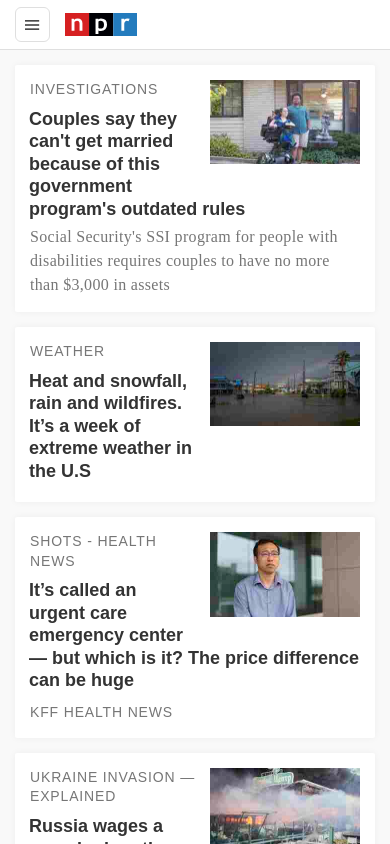 npr
INVESTIGATIONS
Couples say they
can't get married
because of this
government
program's outdated rules
Social Security's SSI program for people with
disabilities requires couples to have no more
than $3,000 in assets
WEATHER
Heat and snowfall,
rain and wildfires.
It’s a week of
extreme weather in
the U.S
SHOTS - HEALTH
NEWS
It’s called an
urgent care
emergency center
— but which is it? The price difference
can be huge
KFF HEALTH NEWS
UKRAINE INVASION —
EXPLAINED
Russia wages a